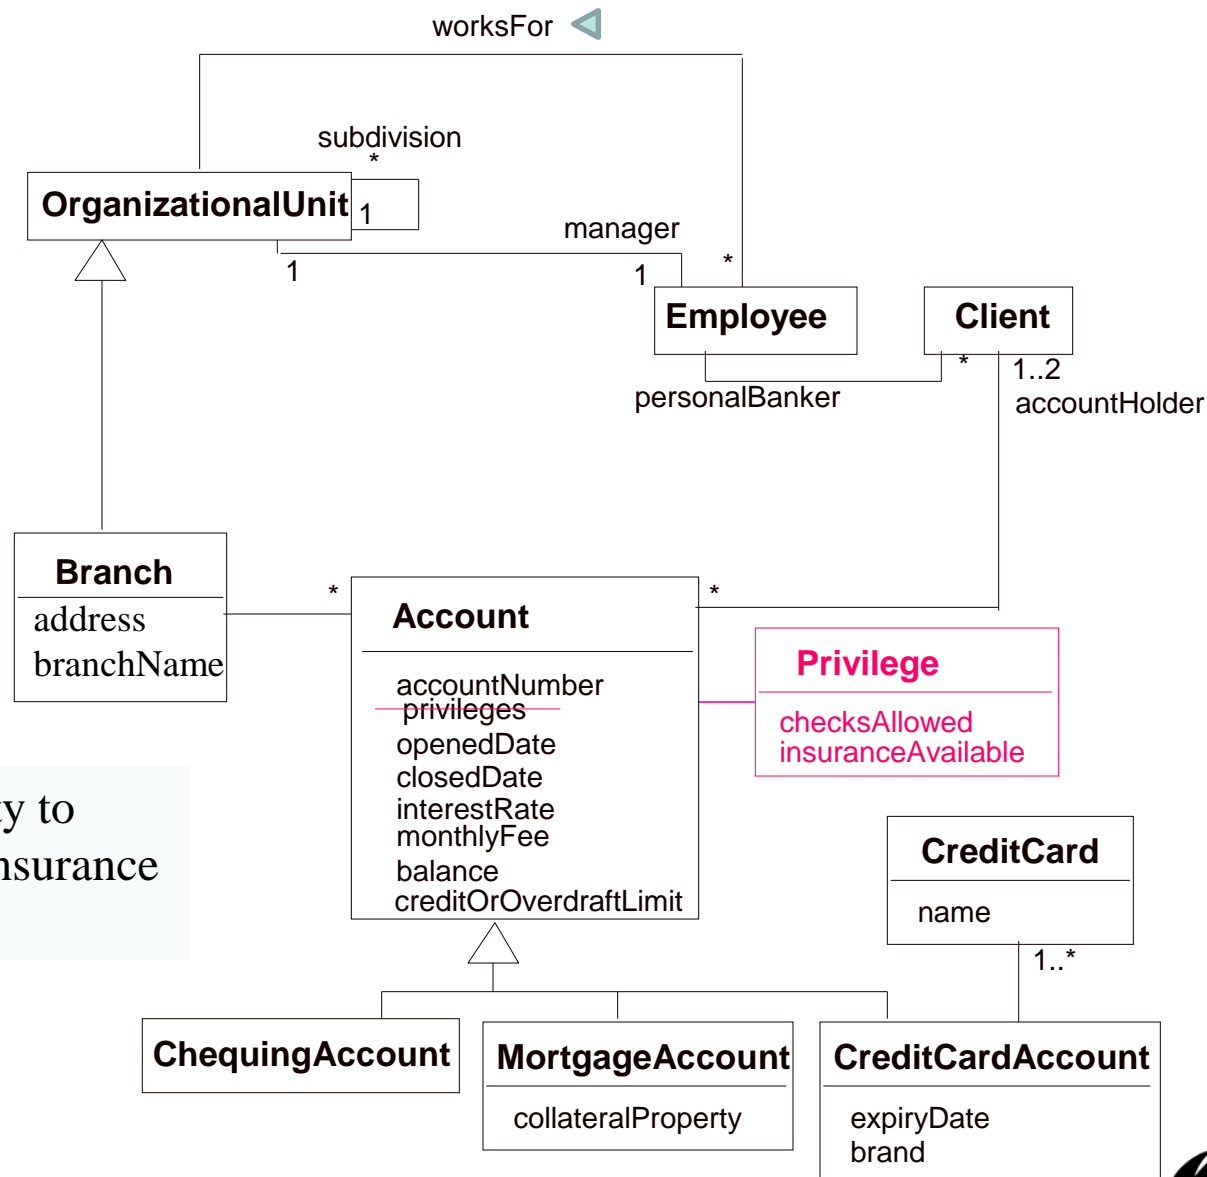 worksFor
subdivision
*
OrganizationalUnit
1
manager
1
1
*
Employee
Client
*
1..2
personalBanker
accountHolder
Branch
address
branchName
*
Account
*
accountNumber
privileges
openedDate
closedDate
interestRate
monthlyFee
balance
creditOrOverdraftLimit
Privilege
checksAllowed
insuranceAvailable
ty to
nsurance
CreditCard
name
1..*
ChequingAccount
MortgageAccount
collateralProperty
CreditCardAccount
expiryDate
brand